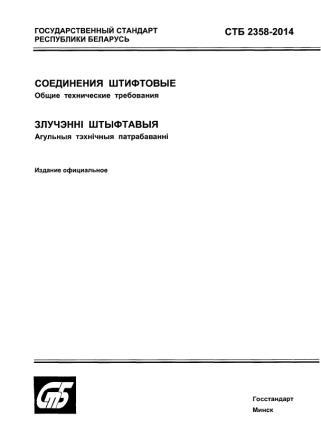 ГОСУДАРСТВЕННЫЙ СТАНДАРТ
РЕСПУБЛИКИ БЕЛАРУСЬ
СТБ 2358-2014
СОЕДИНЕНИЯ ШТИФТОВЫЕ
Общие технические требования
ЗЛУЧЭННІ ШТЫФТАВЫЯ
Агульныя тэхнічныя патрабаванні
Издание официальное
СТБ
Госстандарт
Минск